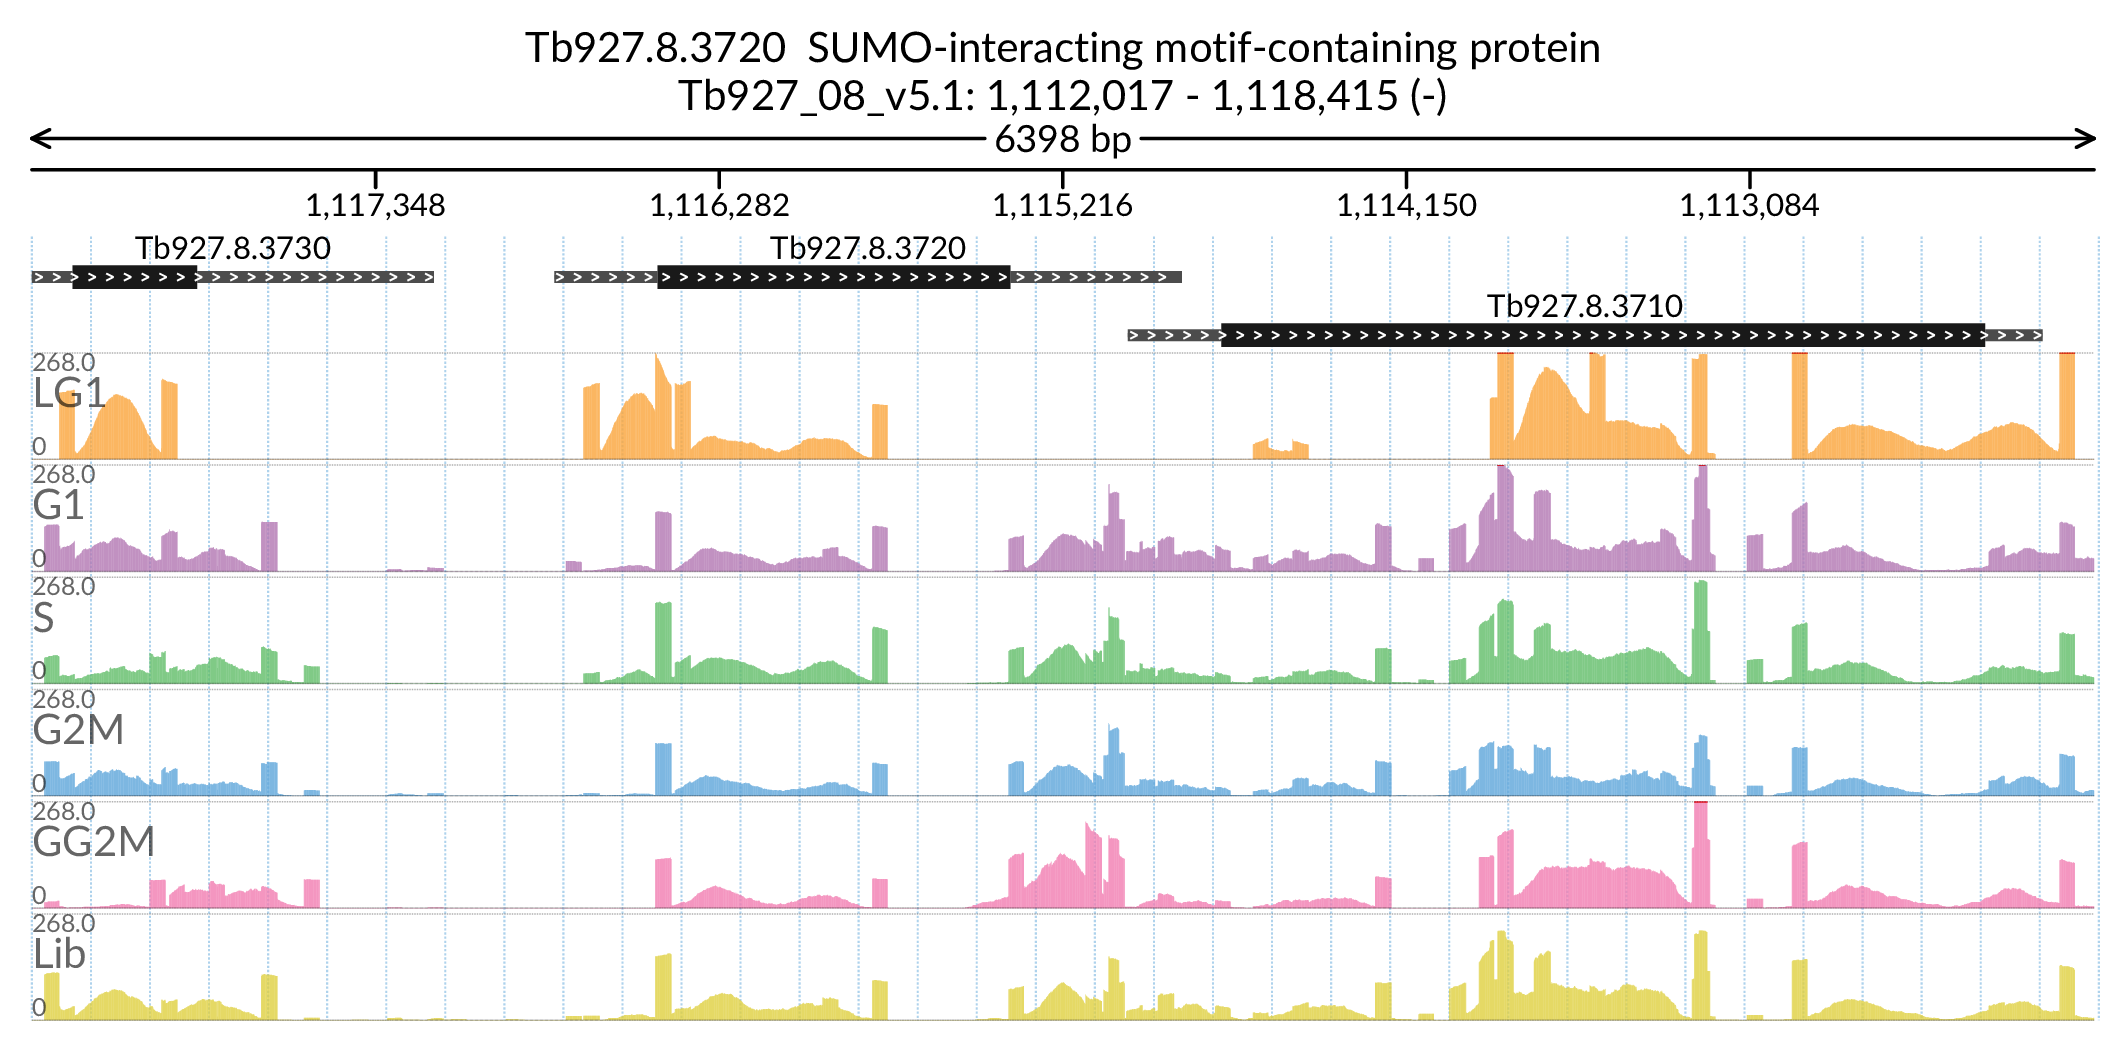 Tb927.8.3720 SUMO-interacting motif-containing protein
Tb927_08_v5.1: 1,112,017 - 1,118,415 (-)
6398 bp
1,117,348 1,116,282 1,115,216 1,114,150 1,113,084
Tb927.8.3730 Tb927.8.3720
Tb927.8.3710
268.0
LG1
0
268.0
G1
0
268.0
S
0
268.0
G2M
0
268.0
GG2M
0
268.0
Lib
0